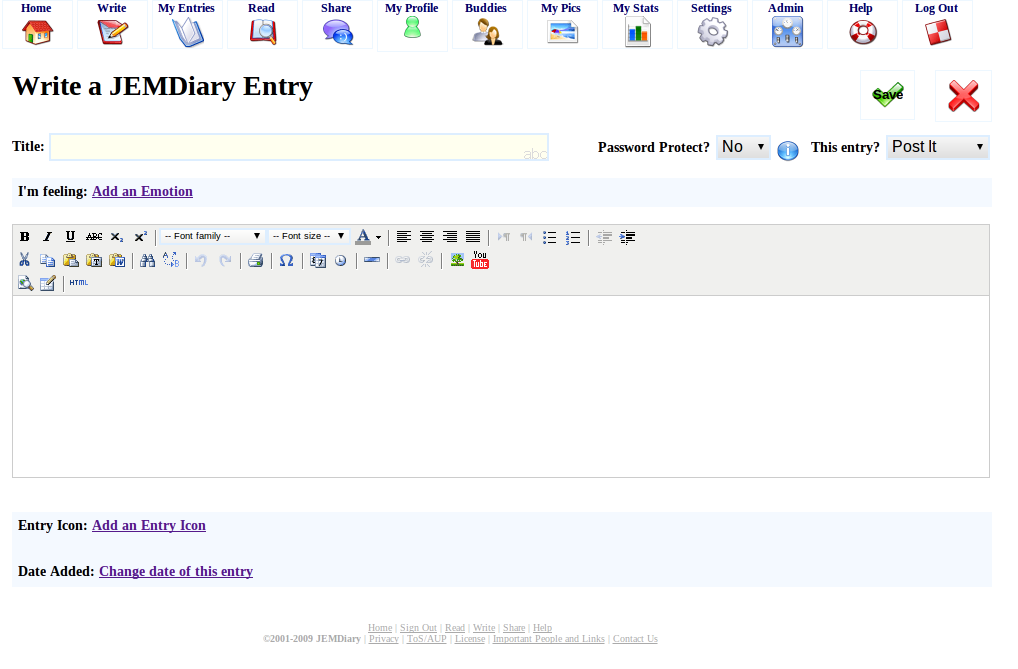 Home Write My Entries Read Share My Profile Buddies My Pics My Stats Settings Admin Help Log Out
Write a JEMDiary Entry
Save
Title: abc Password Protect? No This entry? Post It
I'm feeling: Add an Emotion
B I U ABC x₂ x² -- Font family -- -- Font size -- A
T W A B Ω 7 You Tube
HTML
Entry Icon: Add an Entry Icon
Date Added: Change date of this entry
Home | Sign Out | Read | Write | Share | Help
©2001-2009 JEMDiary | Privacy | ToS/AUP | License | Important People and Links | Contact Us